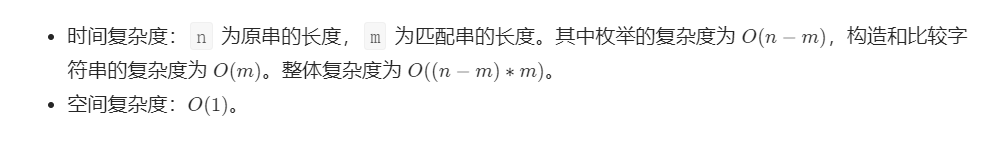 • 时间复杂度： n 为原串的长度， m 为匹配串的长度。其中枚举的复杂度为 O(n − m)，构造和比较字
符串的复杂度为 O(m)。整体复杂度为 O((n − m) ∗ m)。
• 空间复杂度：O(1)。